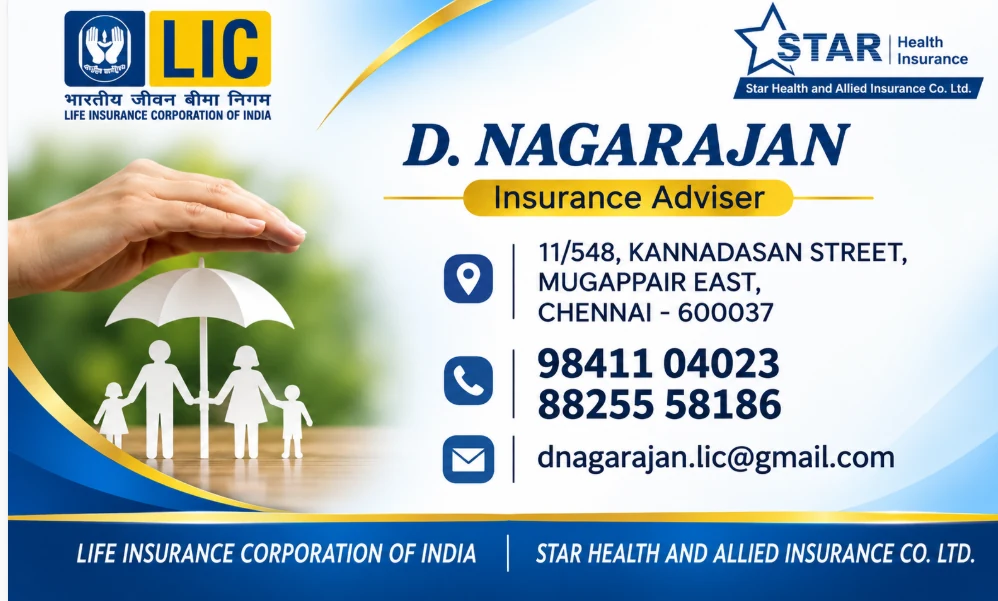 LIC
भारतीय जीवन बीमा निगम
LIFE INSURANCE CORPORATION OF INDIA
STAR Health Insurance
Star Health and Allied Insurance Co. Ltd.
D. NAGARAJAN
Insurance Adviser
11/548, KANNADASAN STREET,
MUGAPPAIR EAST,
CHENNAI - 600037
98411 04023
88255 58186
dnagarajan.lic@gmail.com
LIFE INSURANCE CORPORATION OF INDIA
STAR HEALTH AND ALLIED INSURANCE CO. LTD.